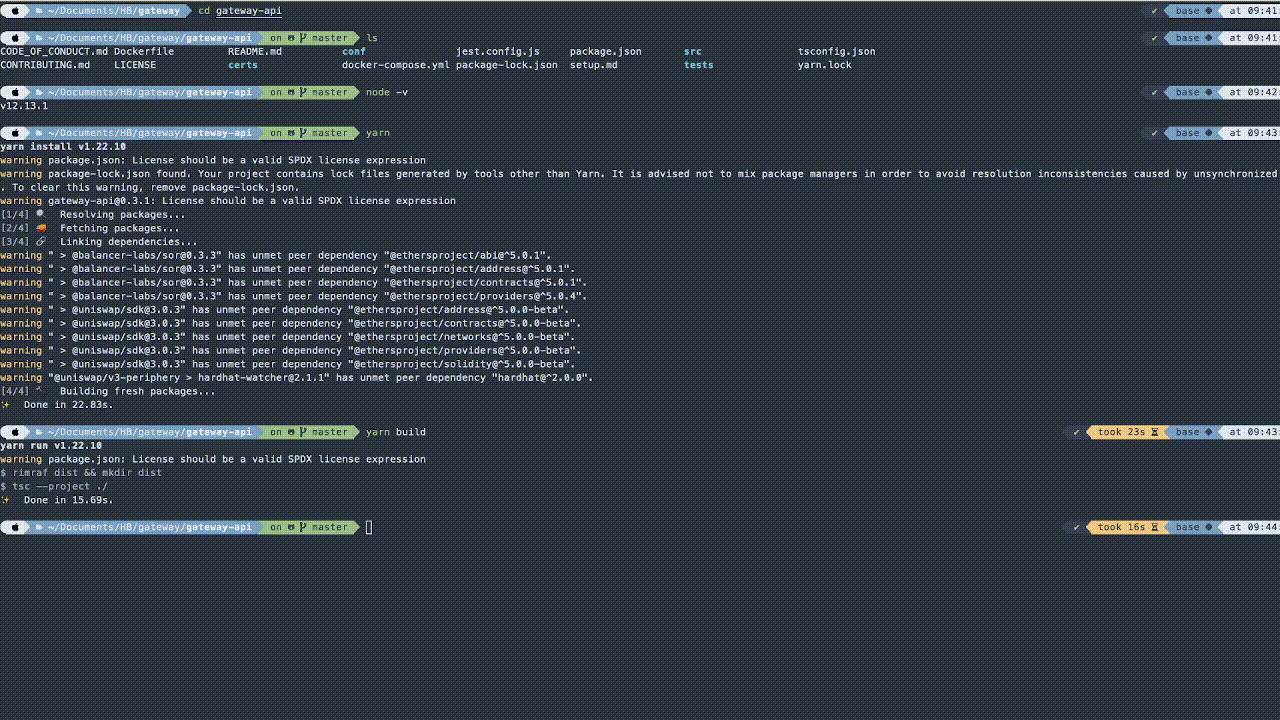 ~/Documents/HB/gateway cd gateway-api ✔ base at 09:41:
~/Documents/HB/gateway/gateway-api on master ls ✔ base at 09:41:
CODE_OF_CONDUCT.md Dockerfile README.md conf jest.config.js package.json src tsconfig.json
CONTRIBUTING.md LICENSE certs docker-compose.yml package-lock.json setup.md tests yarn.lock
~/Documents/HB/gateway/gateway-api on master node -v ✔ base at 09:42:
v12.13.1
~/Documents/HB/gateway/gateway-api on master yarn ✔ base at 09:43:
yarn install v1.22.10
warning package.json: License should be a valid SPDX license expression
warning package-lock.json found. Your project contains lock files generated by tools other than Yarn. It is advised not to mix package managers in order to avoid resolution inconsistencies caused by unsynchronized
. To clear this warning, remove package-lock.json.
warning gateway-api@0.3.1: License should be a valid SPDX license expression
[1/4] 🔍 Resolving packages...
[2/4] 🚚 Fetching packages...
[3/4] 🔗 Linking dependencies...
warning " > @balancer-labs/sor@0.3.3" has unmet peer dependency "@ethersproject/abi@^5.0.1".
warning " > @balancer-labs/sor@0.3.3" has unmet peer dependency "@ethersproject/address@^5.0.1".
warning " > @balancer-labs/sor@0.3.3" has unmet peer dependency "@ethersproject/contracts@^5.0.1".
warning " > @balancer-labs/sor@0.3.3" has unmet peer dependency "@ethersproject/providers@^5.0.4".
warning " > @uniswap/sdk@3.0.3" has unmet peer dependency "@ethersproject/address@^5.0.0-beta".
warning " > @uniswap/sdk@3.0.3" has unmet peer dependency "@ethersproject/contracts@^5.0.0-beta".
warning " > @uniswap/sdk@3.0.3" has unmet peer dependency "@ethersproject/networks@^5.0.0-beta".
warning " > @uniswap/sdk@3.0.3" has unmet peer dependency "@ethersproject/providers@^5.0.0-beta".
warning " > @uniswap/sdk@3.0.3" has unmet peer dependency "@ethersproject/solidity@^5.0.0-beta".
warning "@uniswap/v3-periphery > hardhat-watcher@2.1.1" has unmet peer dependency "hardhat@^2.0.0".
[4/4] 🔨 Building fresh packages...
✨ Done in 22.83s.
~/Documents/HB/gateway/gateway-api on master yarn build ✔ took 23s base at 09:43:
yarn run v1.22.10
warning package.json: License should be a valid SPDX license expression
$ rimraf dist && mkdir dist
$ tsc --project ./
✨ Done in 15.69s.
~/Documents/HB/gateway/gateway-api on master ✔ took 16s base at 09:44: